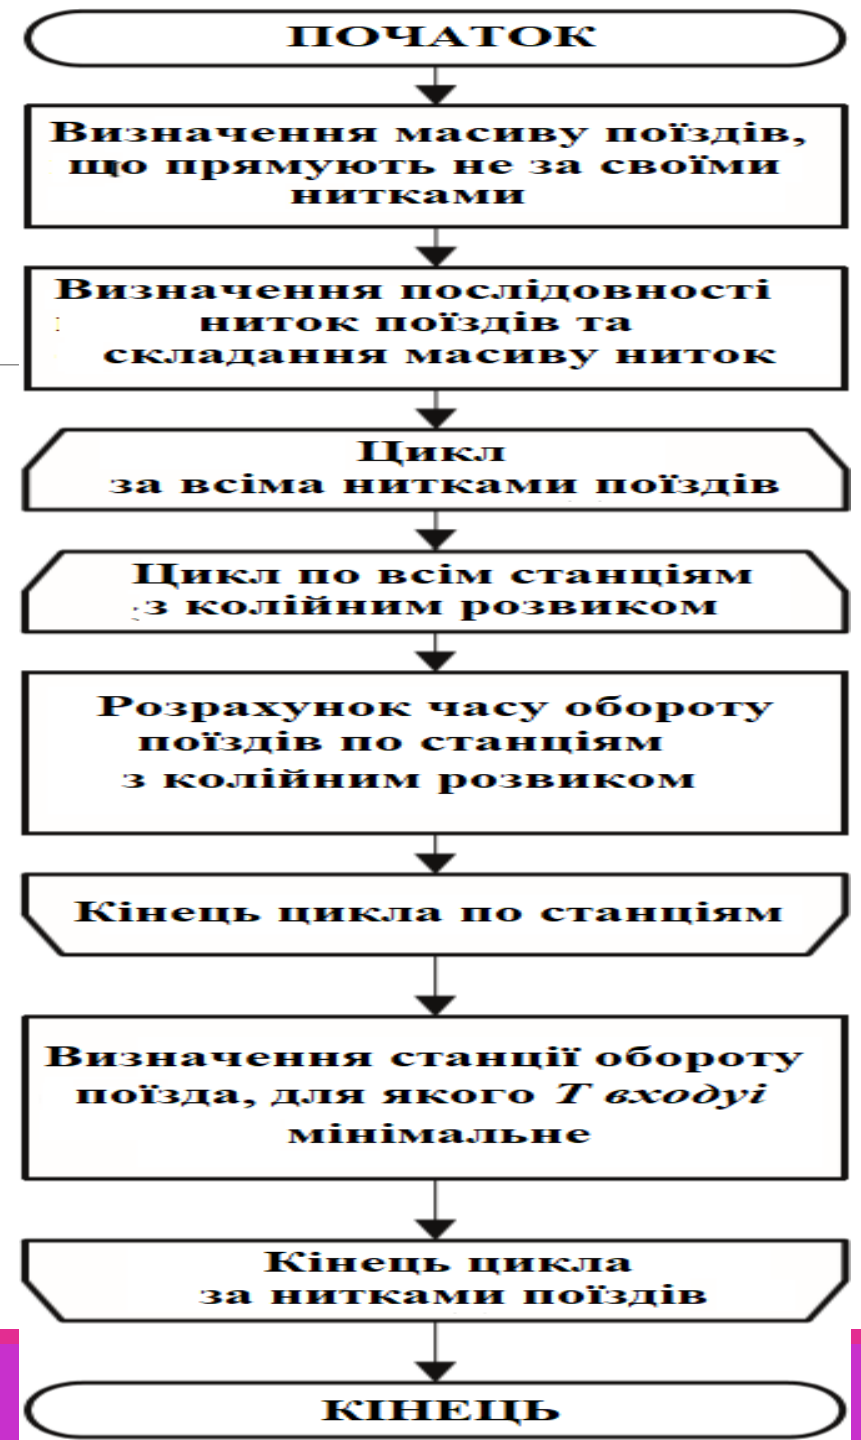 ПОЧАТОК
Визначення масиву поїздів,
що прямують не за своїми
нитками
Визначення послідовності
ниток поїздів та
складання масиву ниток
Цикл
за всіма нитками поїздів
Цикл по всім станціям
з колійним розвиком
Розрахунок часу обороту
поїздів по станціям
з колійним розвиком
Кінець цикла по станціям
Визначення станції обороту
поїзда, для якого T входуі
мінімальне
Кінець цикла
за нитками поїздів
КІНЕЦЬ